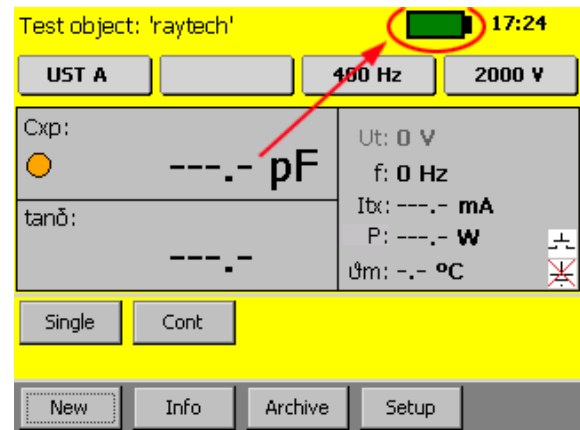 Test object: 'raytech' 17:24
UST A 400 Hz 2000 V
Cxp:
---.- pF
tanδ:
---.-
Ut: 0 V
f: 0 Hz
Itx: ---.- mA
P: ---.- W
ϑm: -.- ºC
Single Cont
New Info Archive Setup